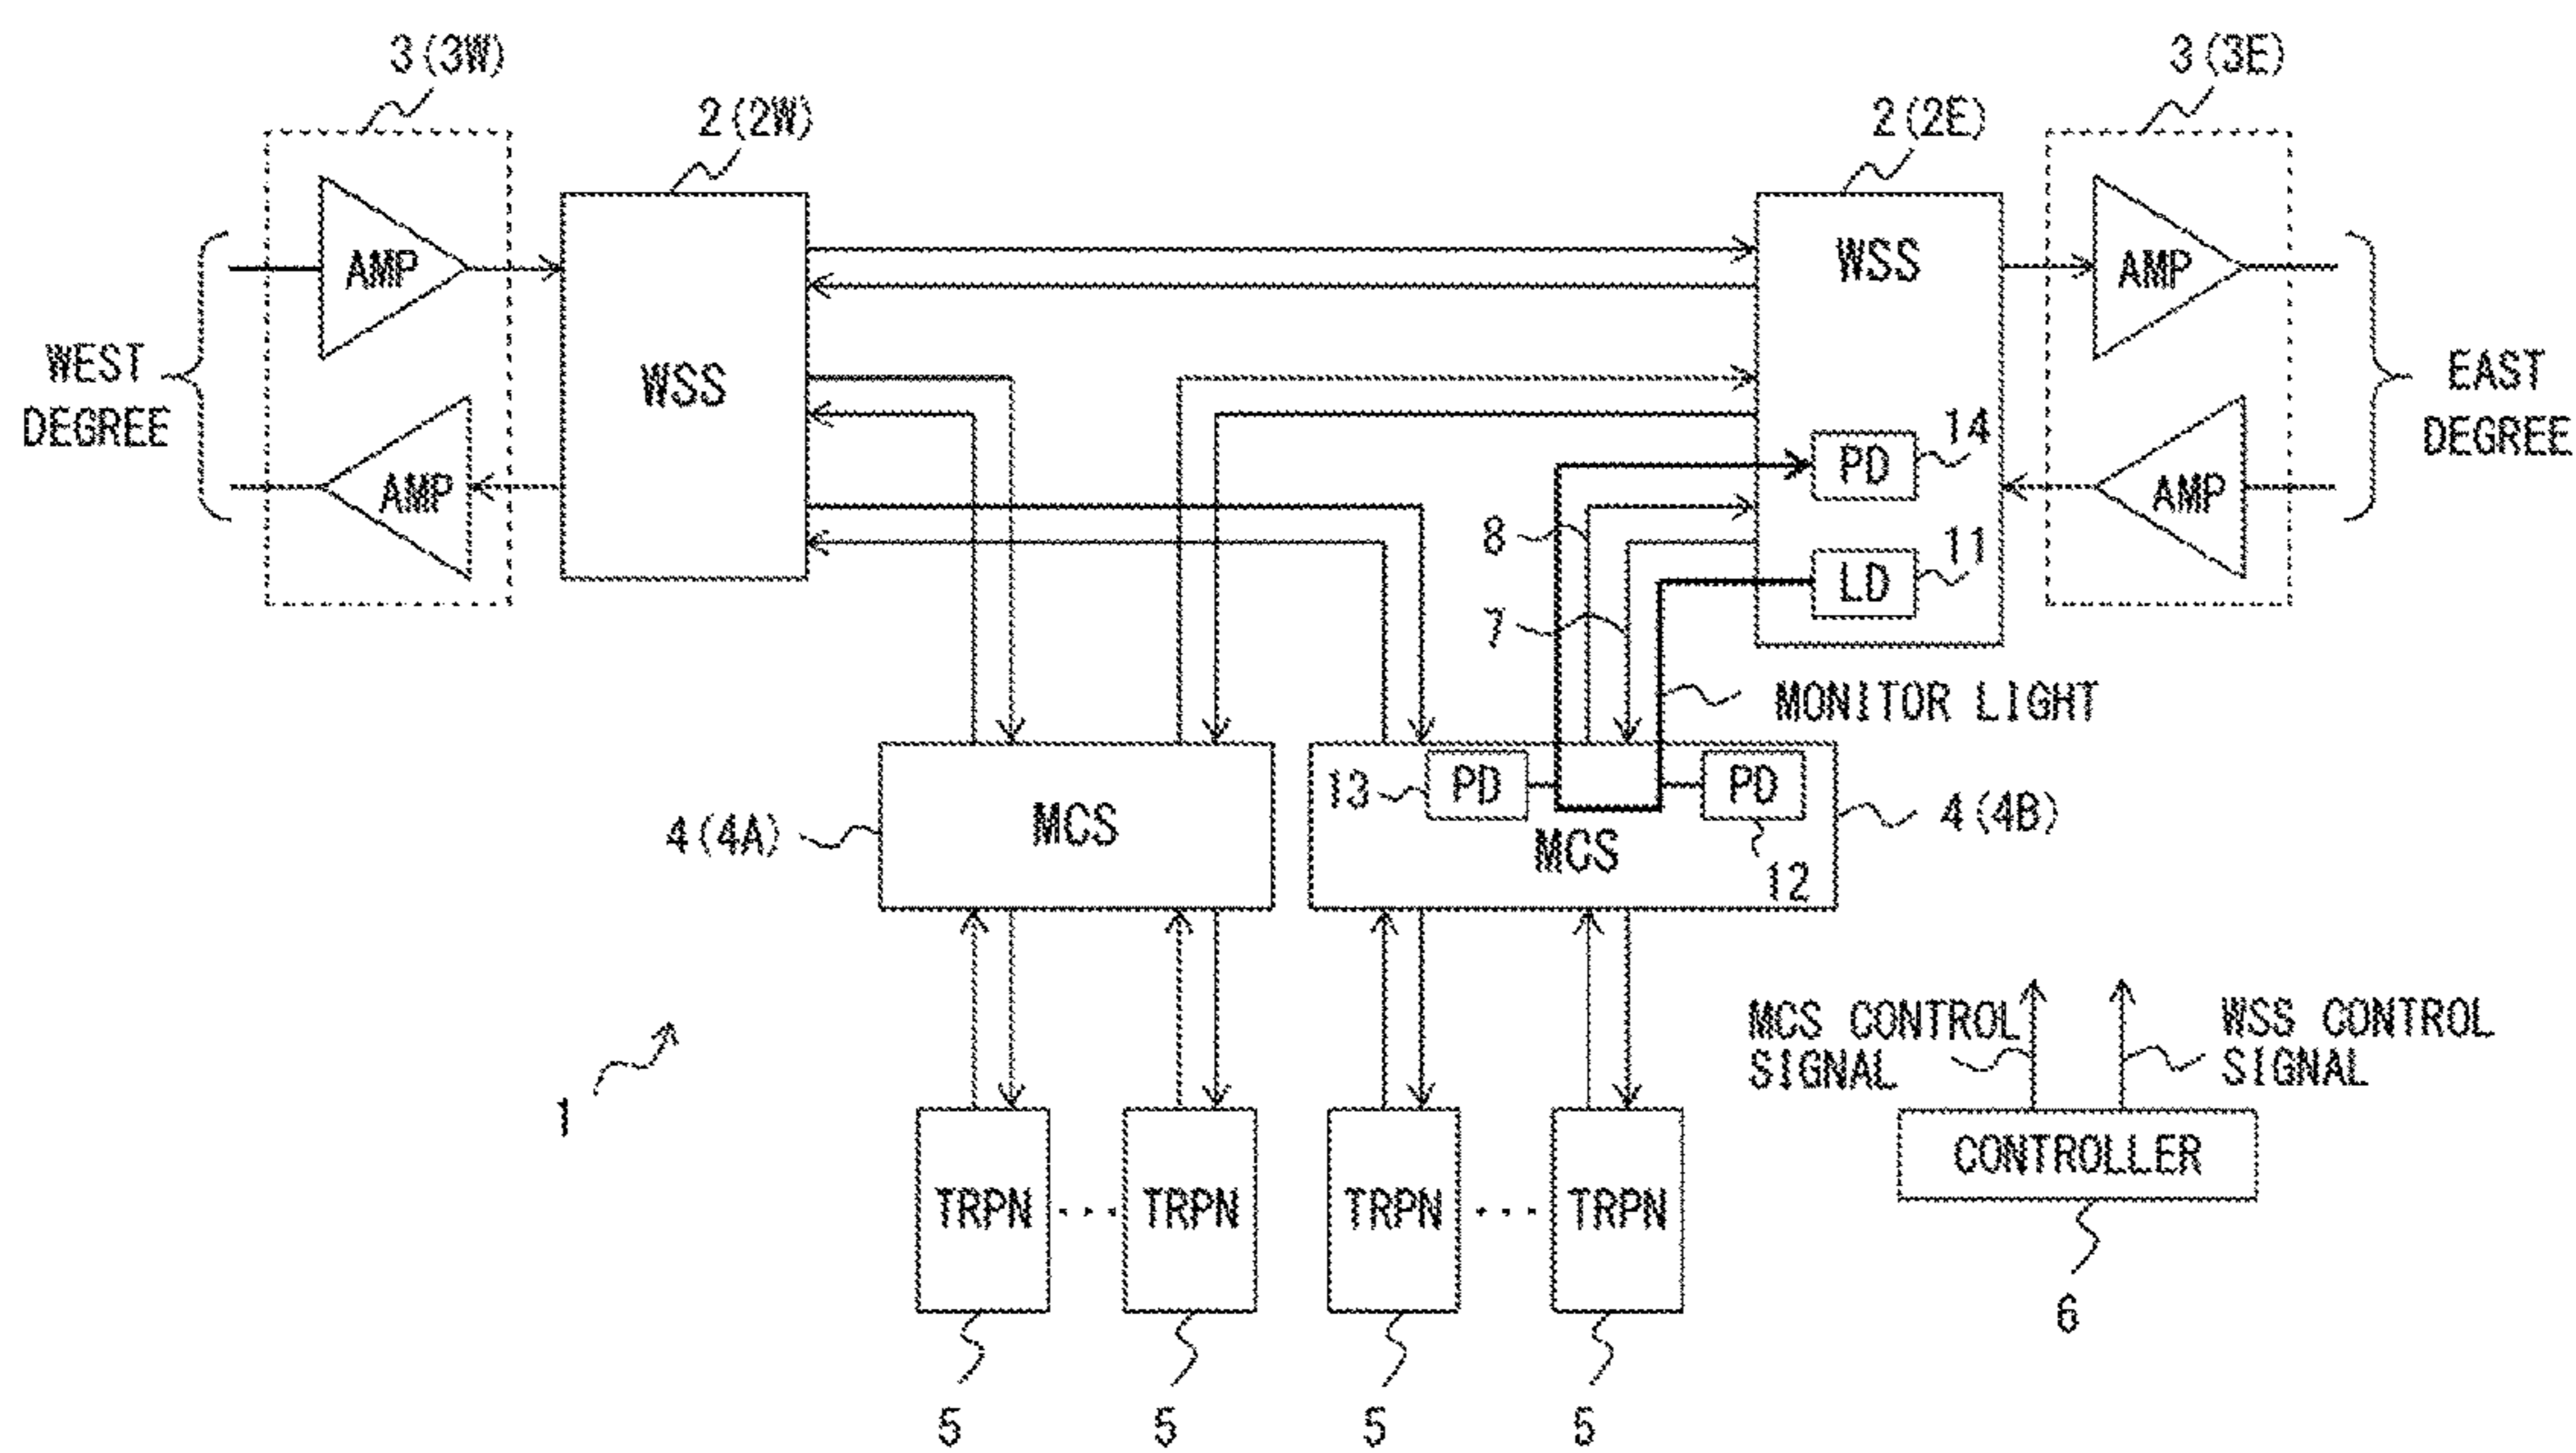 3(3W)
3(3E)
2(2W)
2(2E)
AMP
WSS
AMP
WEST
DEGREE
WSS
EAST
DEGREE
14
PD
AMP
AMP
8
11
LD
7
MONITOR LIGHT
13
PD
PD
4(4A)
MCS
4(4B)
MCS
12
MCS CONTROL
SIGNAL
WSS CONTROL
SIGNAL
1
CONTROLLER
TRPN
...
TRPN
TRPN
...
TRPN
6
5
5
5
5